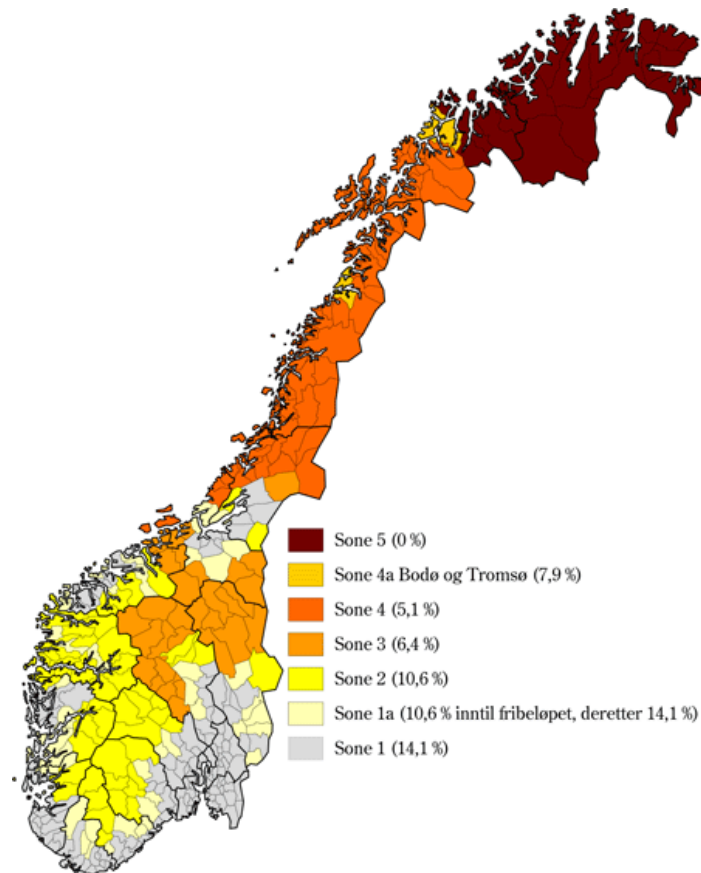 Sone 5 (0 %)
Sone 4a Bodø og Tromsø (7,9 %)
Sone 4 (5,1 %)
Sone 3 (6,4 %)
Sone 2 (10,6 %)
Sone 1a (10,6 % inntil fribeløpet, deretter 14,1 %)
Sone 1 (14,1 %)